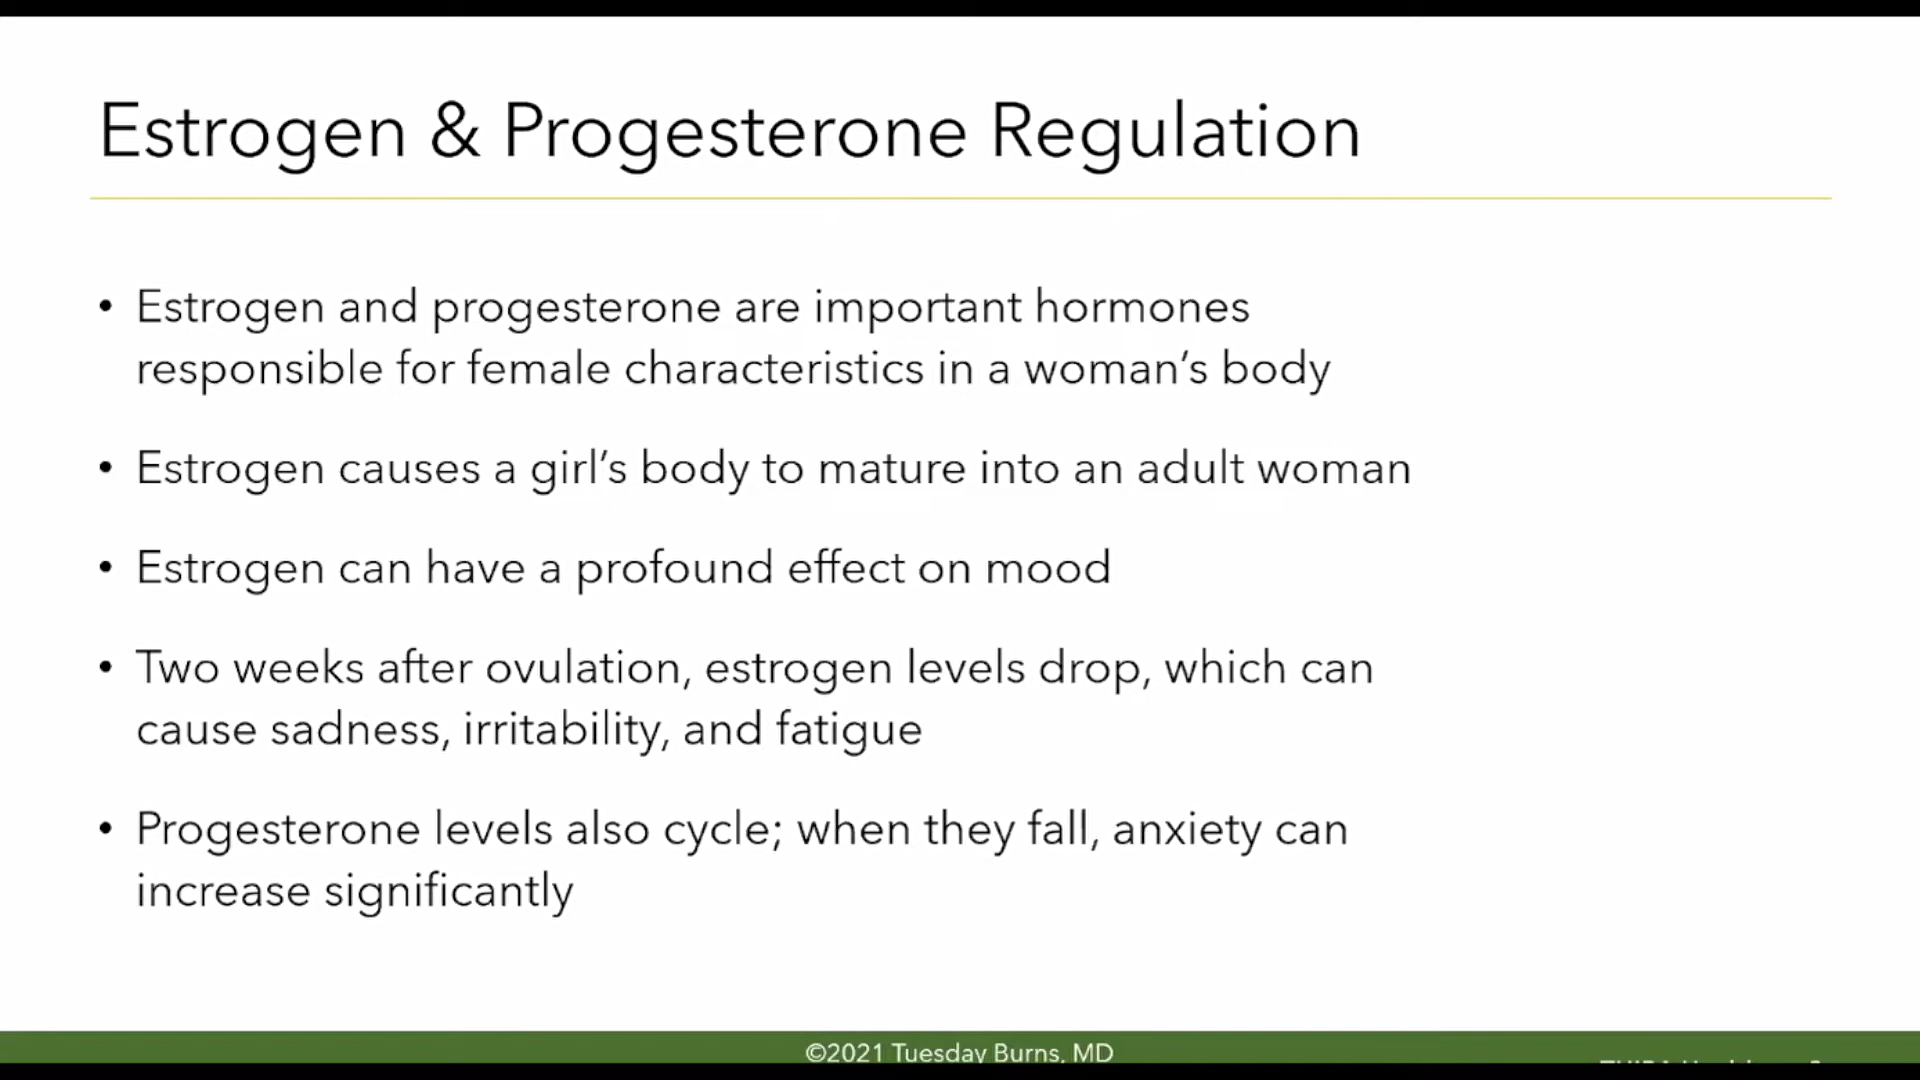 Estrogen & Progesterone Regulation
• Estrogen and progesterone are important hormones
responsible for female characteristics in a woman’s body
• Estrogen causes a girl’s body to mature into an adult woman
• Estrogen can have a profound effect on mood
• Two weeks after ovulation, estrogen levels drop, which can
cause sadness, irritability, and fatigue
• Progesterone levels also cycle; when they fall, anxiety can
increase significantly
©2021 Tuesday Burns, MD